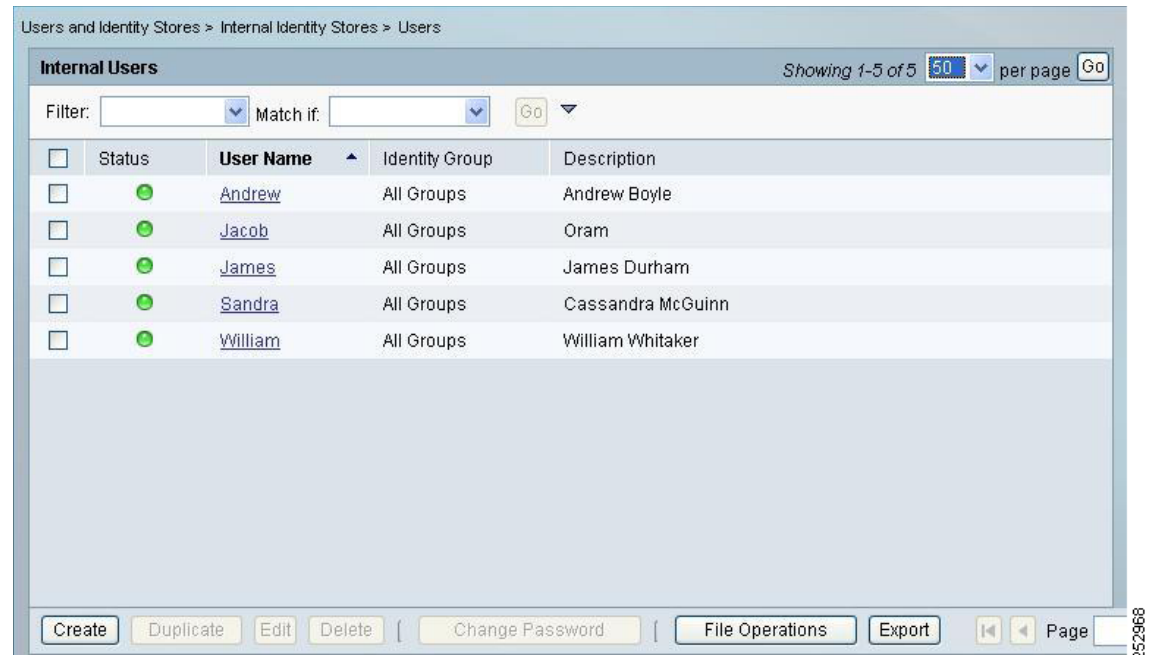 Users and Identity Stores > Internal Identity Stores > Users
Internal Users Showing 1-5 of 5 50 per page Go
Filter: Match if: Go
Status User Name Identity Group Description
Andrew All Groups Andrew Boyle
Jacob All Groups Oram
James All Groups James Durham
Sandra All Groups Cassandra McGuinn
William All Groups William Whitaker
Create Duplicate Edit Delete | Change Password | File Operations Export Page
252968